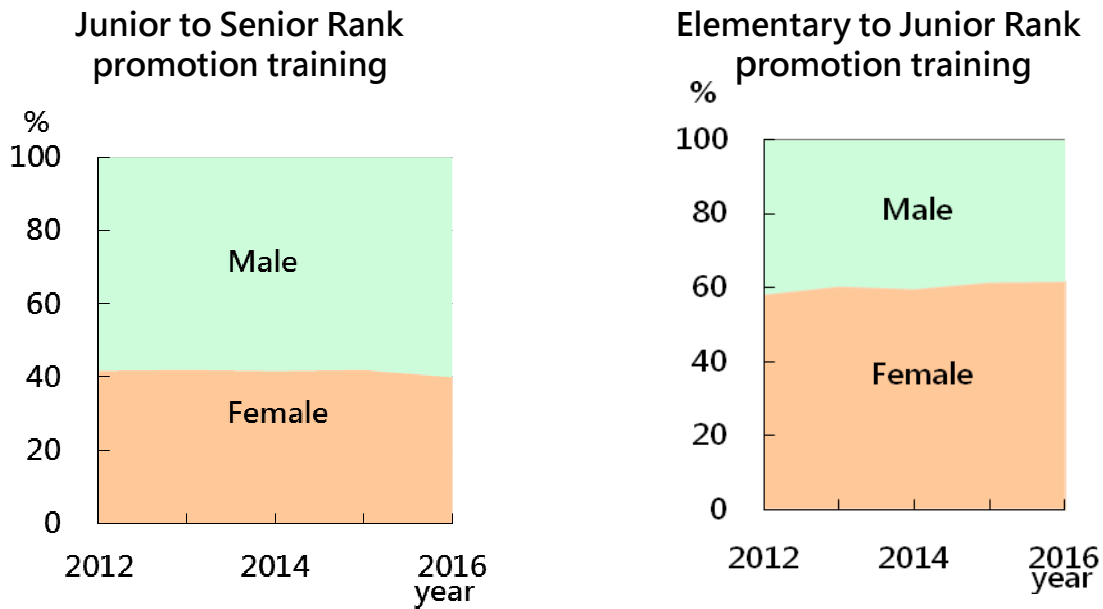 Junior to Senior Rank
promotion training
%
100
80
60
40
20
0
Male
Female
2012
2014
2016
year
Elementary to Junior Rank
promotion training
%
100
80
60
40
20
0
Male
Female
2012
2014
2016
year